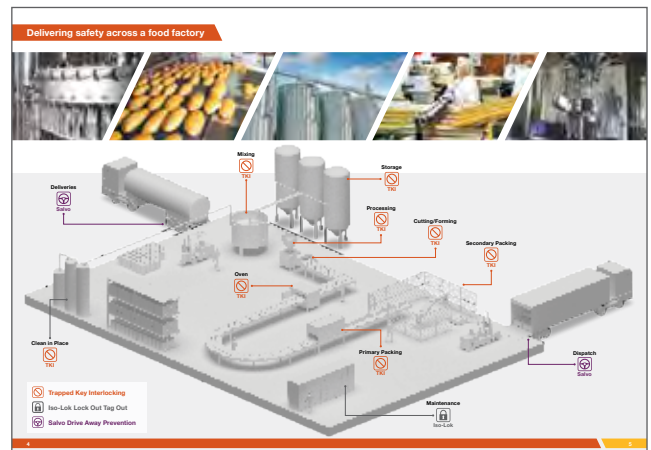 Delivering safety across a food factory
Mixing
TKI
Storage
TKI
Deliveries
Salvo
Processing
TKI
Cutting/Forming
TKI
Secondary Packing
TKI
Oven
TKI
Clean in Place
TKI
Primary Packing
TKI
Dispatch
Salvo
Maintenance
Iso-Lok
Trapped Key Interlocking
Iso-Lok Lock Out Tag Out
Salvo Drive Away Prevention
4